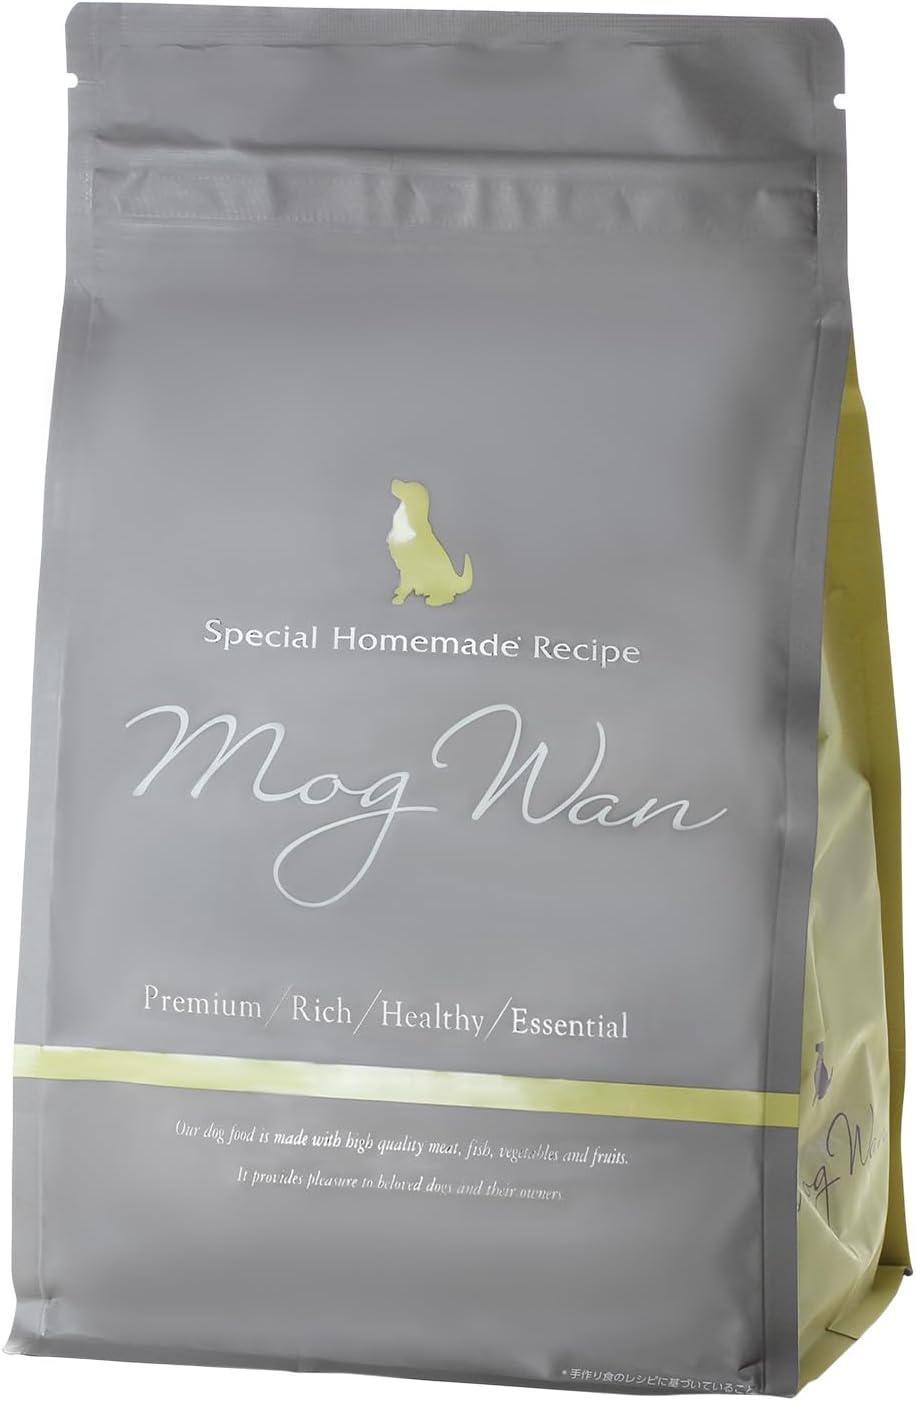 Special Homemade* Recipe
Mog Wan
Premium/Rich/Healthy/Essential
Our dog food is made with high quality meat, fish, vegetables and fruits.
It provides pleasure to beloved dogs and their owners.
*手作り食のレシピに基づいていること
og Wan